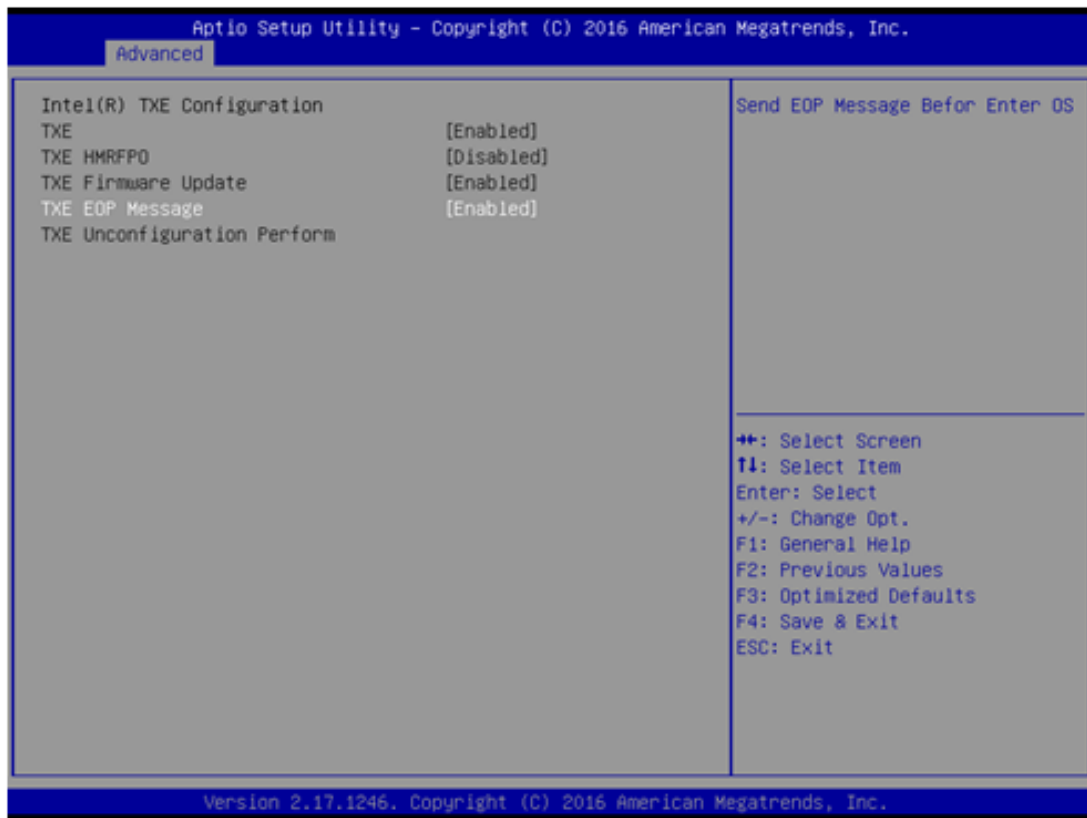 Aptio Setup Utility – Copyright (C) 2016 American Megatrends, Inc.
Advanced
Intel(R) TXE Configuration
TXE [Enabled]
TXE HMRFPO [Disabled]
TXE Firmware Update [Enabled]
TXE EOP Message [Enabled]
TXE Unconfiguration Perform
Send EOP Message Befor Enter OS
→←: Select Screen
↑↓: Select Item
Enter: Select
+/-: Change Opt.
F1: General Help
F2: Previous Values
F3: Optimized Defaults
F4: Save & Exit
ESC: Exit
Version 2.17.1246. Copyright (C) 2016 American Megatrends, Inc.